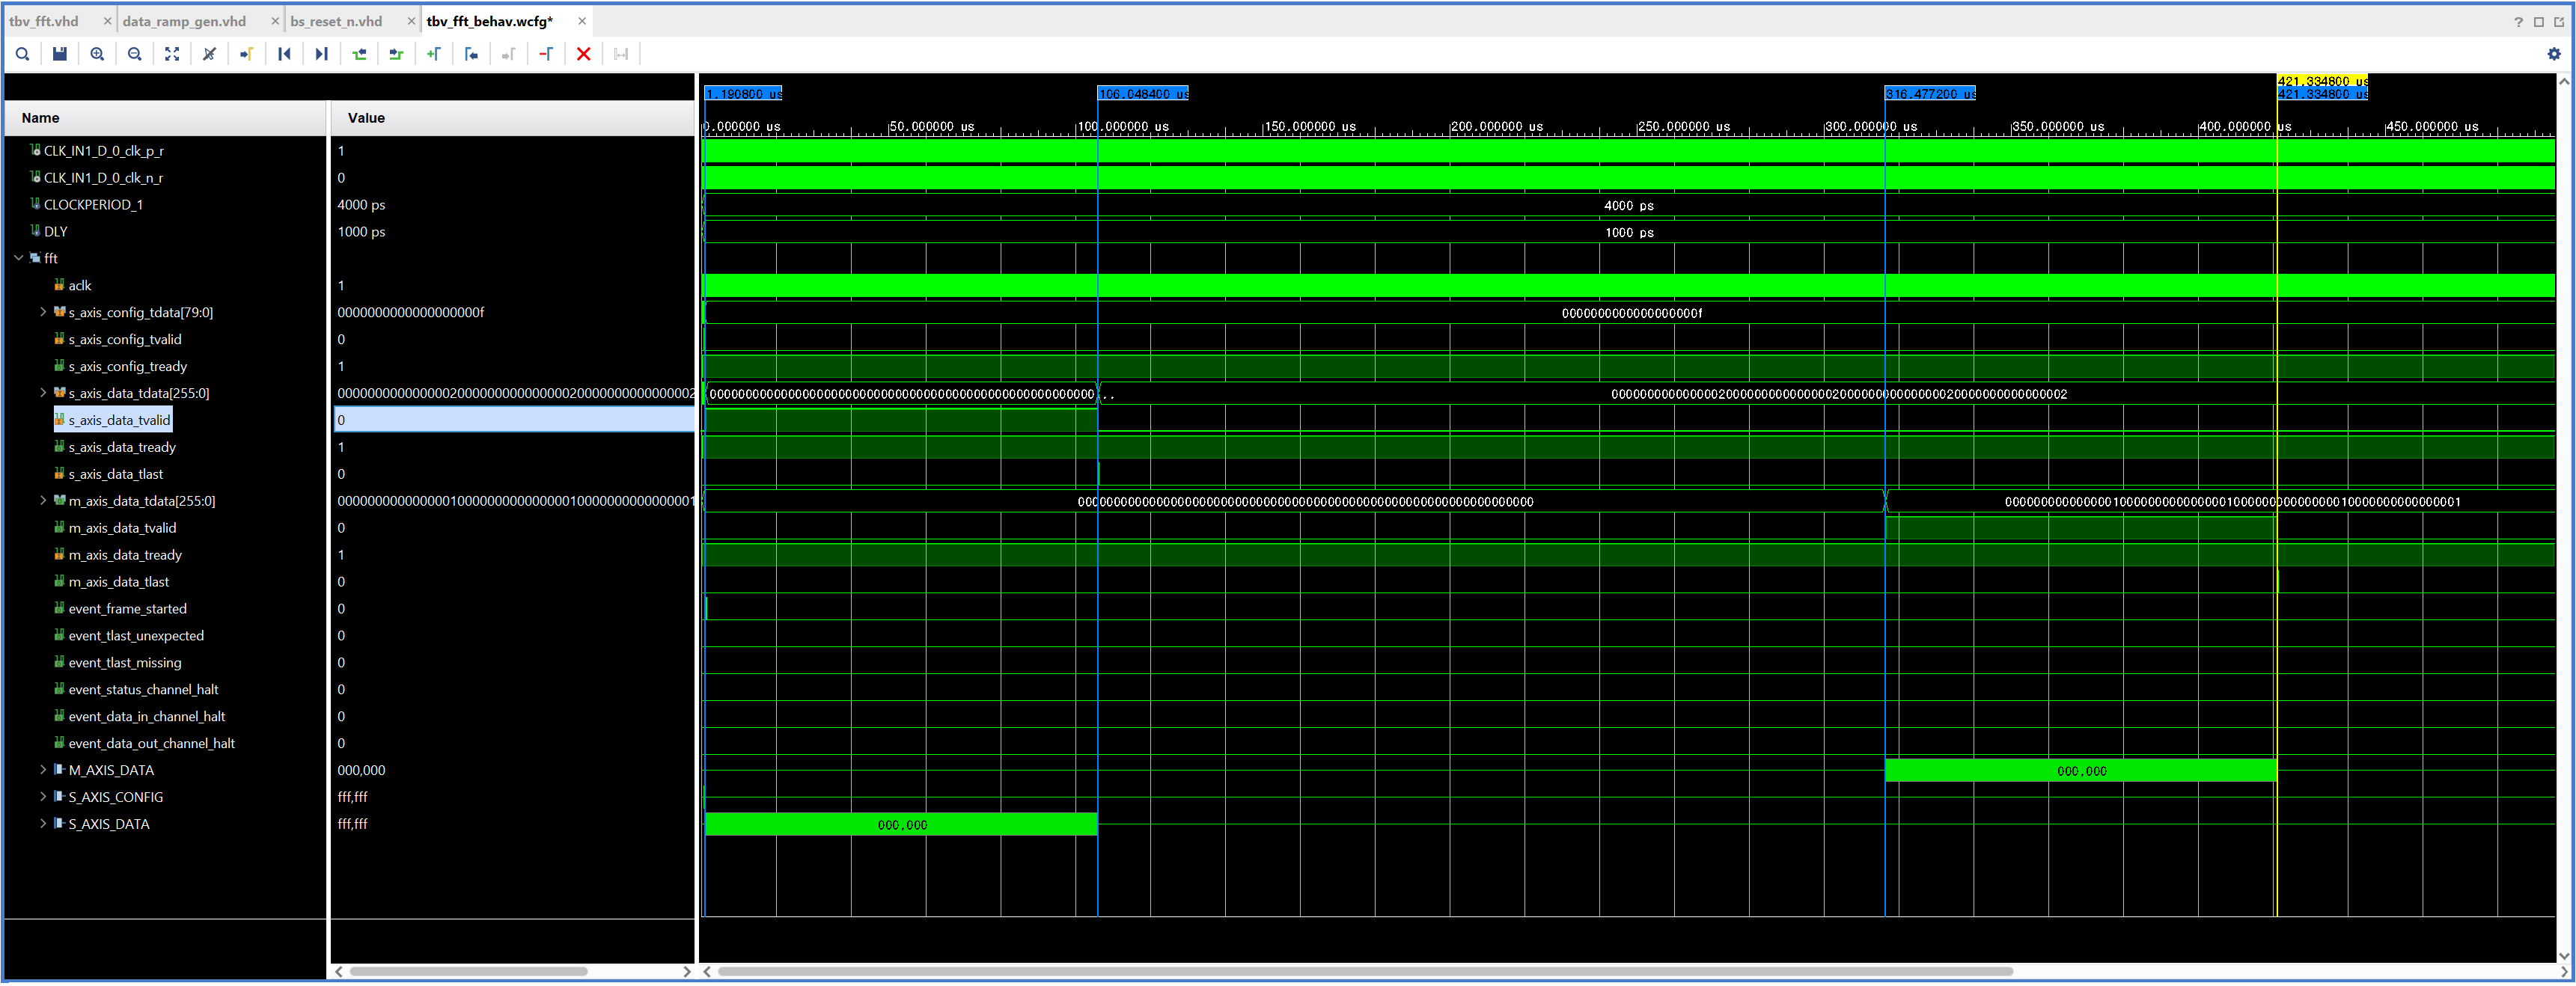 tbv_fft.vhd × data_ramp_gen.vhd × bs_reset_n.vhd × tbv_fft_behav.wcfg* ×
421.334800 us
1.190800 us 106.048400 us 316.477200 us 421.334800 us
Name Value
0.000000 us 50.000000 us 100.000000 us 150.000000 us 200.000000 us 250.000000 us 300.000000 us 350.000000 us 400.000000 us 450.000000 us
CLK_IN1_D_0_clk_p_r 1
CLK_IN1_D_0_clk_n_r 0
CLOCKPERIOD_1 4000 ps 4000 ps
DLY 1000 ps 1000 ps
fft
aclk 1
s_axis_config_tdata[79:0] 0000000000000000000f 0000000000000000000f
s_axis_config_tvalid 0
s_axis_config_tready 1
s_axis_data_tdata[255:0]
s_axis_data_tvalid 0
s_axis_data_tready 1
s_axis_data_tlast 0
m_axis_data_tdata[255:0]
m_axis_data_tvalid 0
m_axis_data_tready 1
m_axis_data_tlast 0
event_frame_started 0
event_tlast_unexpected 0
event_tlast_missing 0
event_status_channel_halt 0
event_data_in_channel_halt 0
event_data_out_channel_halt 0
M_AXIS_DATA 000,000 000,000
S_AXIS_CONFIG fff,fff
S_AXIS_DATA fff,fff 000,000